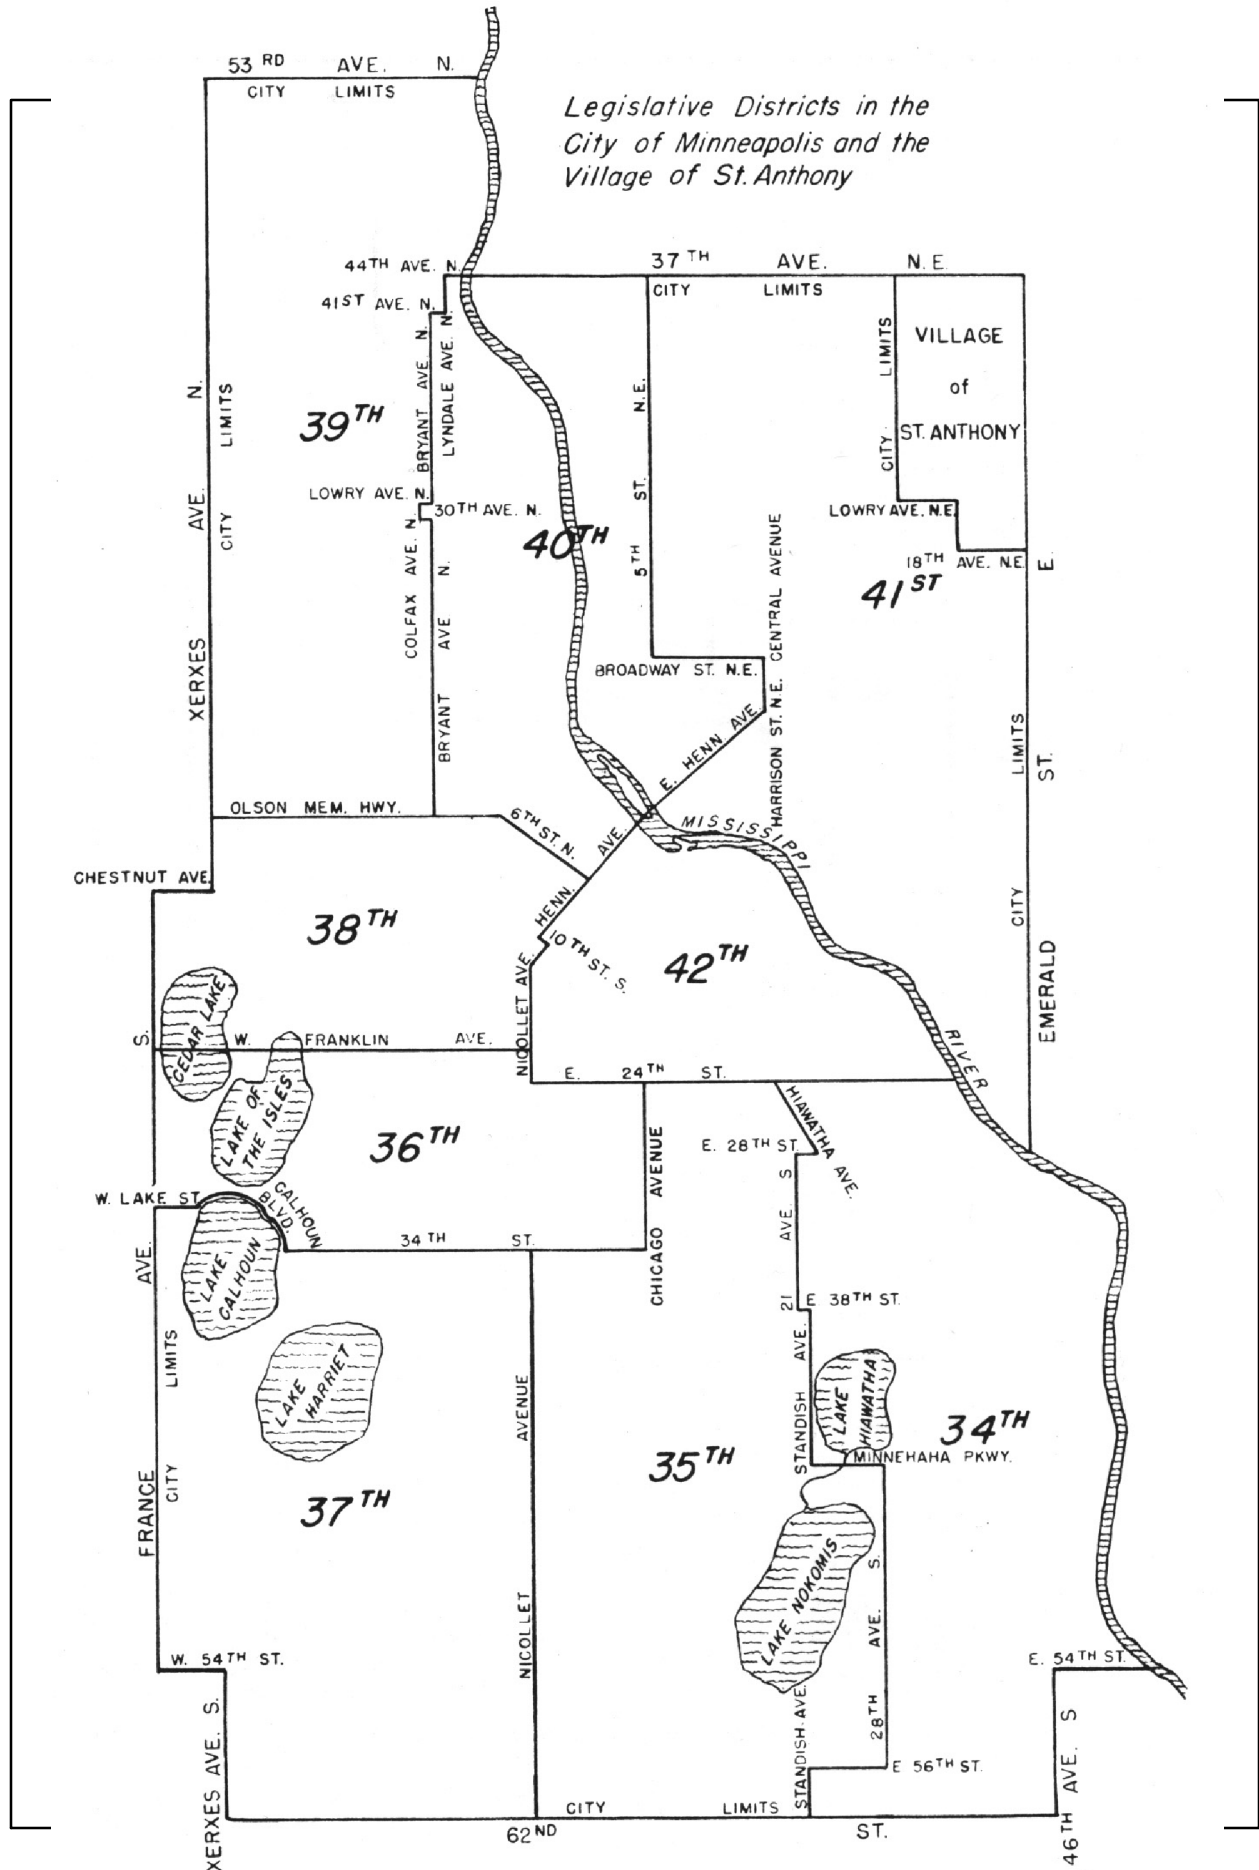 53 RD AVE. N.
CITY LIMITS
Legislative Districts in the
City of Minneapolis and the
Village of St. Anthony
44TH AVE. N.
37 TH AVE. N.E.
41ST AVE. N.
CITY LIMITS
VILLAGE
of
ST. ANTHONY
CITY LIMITS
XERXES AVE. N.
CITY LIMITS
39TH
BRYANT AVE. N.
LYNDALE AVE. N.
5TH ST. N.E.
LOWRY AVE. N.
30TH AVE. N.
LOWRY AVE. N.E.
40TH
18TH AVE. N.E.
41ST
COLFAX AVE. N.
BRYANT AVE N.
HARRISON ST. N.E. CENTRAL AVENUE
BROADWAY ST. N.E.
E. HENN. AVE.
CITY LIMITS
EMERALD ST. E.
OLSON MEM. HWY.
6TH ST. N.
HENN. AVE.
MISSISSIPPI
RIVER
CHESTNUT AVE.
38TH
10TH ST. S.
42TH
NICOLLET AVE.
CEDAR LAKE
W. FRANKLIN AVE.
E. 24TH ST.
HIAWATHA AVE.
LAKE OF
THE ISLES
36TH
CHICAGO AVENUE
E. 28TH ST.
W. LAKE ST.
CALHOUN
BLVD.
34 TH ST.
21 AVE S
E 38TH ST.
LAKE
CALHOUN
FRANCE AVE. S.
CITY LIMITS
LAKE
HARRIET
NICOLLET AVENUE
STANDISH AVE.
LAKE
HIAWATHA
34TH
35TH
MINNEHAHA PKWY.
37TH
LAKE NOKOMIS
28TH AVE. S.
W. 54TH ST.
E. 54TH ST.
XERXES AVE. S.
STANDISH AVE.
E 56TH ST.
46TH AVE. S
CITY LIMITS
62ND ST.